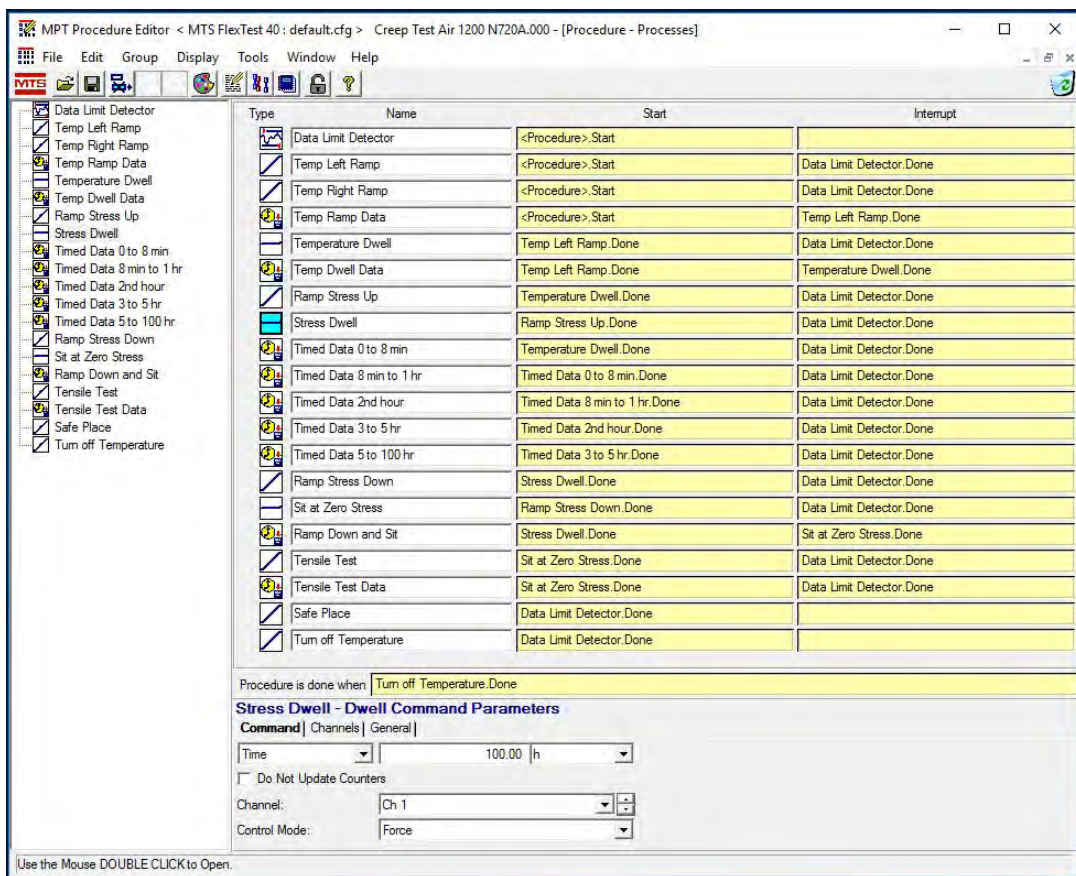 MPT Procedure Editor < MTS FlexTest 40 : default.cfg > Creep Test Air 1200 N720A.000 - [Procedure - Processes]
File Edit Group Display Tools Window Help
MTS
Data Limit Detector
Temp Left Ramp
Temp Right Ramp
Temp Ramp Data
Temperature Dwell
Temp Dwell Data
Ramp Stress Up
Stress Dwell
Timed Data 0 to 8 min
Timed Data 8 min to 1 hr
Timed Data 2nd hour
Timed Data 3 to 5 hr
Timed Data 5 to 100 hr
Ramp Stress Down
Sit at Zero Stress
Ramp Down and Sit
Tensile Test
Tensile Test Data
Safe Place
Turn off Temperature
Type Name Start Interrupt
Data Limit Detector <Procedure>.Start
Temp Left Ramp <Procedure>.Start Data Limit Detector.Done
Temp Right Ramp <Procedure>.Start Data Limit Detector.Done
Temp Ramp Data <Procedure>.Start Temp Left Ramp.Done
Temperature Dwell Temp Left Ramp.Done Data Limit Detector.Done
Temp Dwell Data Temp Left Ramp.Done Temperature Dwell.Done
Ramp Stress Up Temperature Dwell.Done Data Limit Detector.Done
Stress Dwell Ramp Stress Up.Done Data Limit Detector.Done
Timed Data 0 to 8 min Temperature Dwell.Done Data Limit Detector.Done
Timed Data 8 min to 1 hr Timed Data 0 to 8 min.Done Data Limit Detector.Done
Timed Data 2nd hour Timed Data 8 min to 1 hr.Done Data Limit Detector.Done
Timed Data 3 to 5 hr Timed Data 2nd hour.Done Data Limit Detector.Done
Timed Data 5 to 100 hr Timed Data 3 to 5 hr.Done Data Limit Detector.Done
Ramp Stress Down Stress Dwell.Done Data Limit Detector.Done
Sit at Zero Stress Ramp Stress Down.Done Data Limit Detector.Done
Ramp Down and Sit Stress Dwell.Done Sit at Zero Stress.Done
Tensile Test Sit at Zero Stress.Done Data Limit Detector.Done
Tensile Test Data Sit at Zero Stress.Done Data Limit Detector.Done
Safe Place Data Limit Detector.Done
Turn off Temperature Data Limit Detector.Done
Procedure is done when Turn off Temperature.Done
Stress Dwell - Dwell Command Parameters
Command | Channels | General |
Time 100.00 h
Do Not Update Counters
Channel: Ch 1
Control Mode: Force
Use the Mouse DOUBLE CLICK to Open.